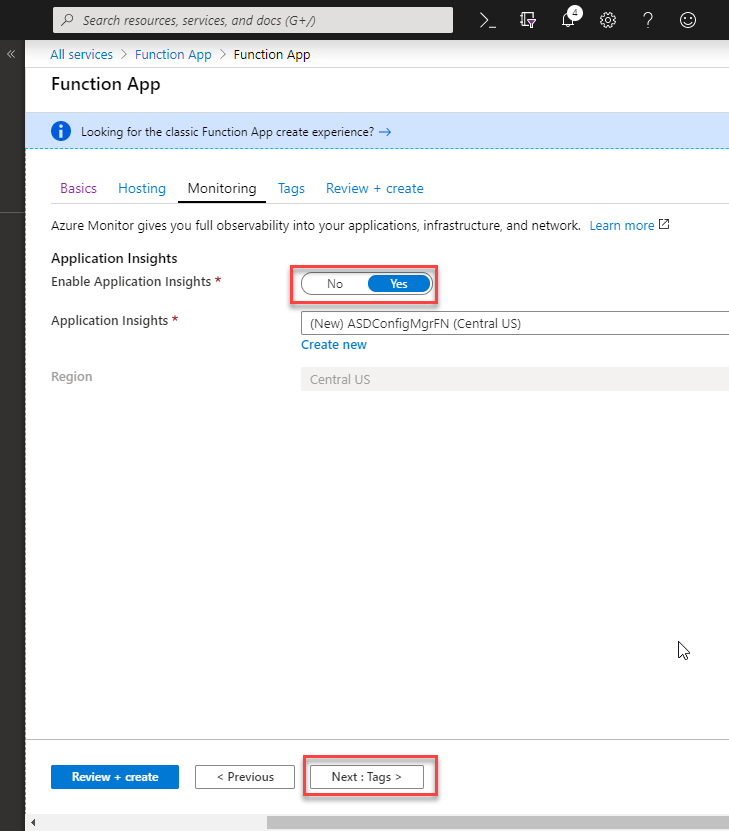 Search resources, services, and docs (G+/)
4
All services > Function App > Function App
Function App
Looking for the classic Function App create experience? →
Basics Hosting Monitoring Tags Review + create
Azure Monitor gives you full observability into your applications, infrastructure, and network. Learn more
Application Insights
Enable Application Insights * No Yes
Application Insights * (New) ASDConfigMgrFN (Central US)
Create new
Region Central US
Review + create < Previous Next : Tags >